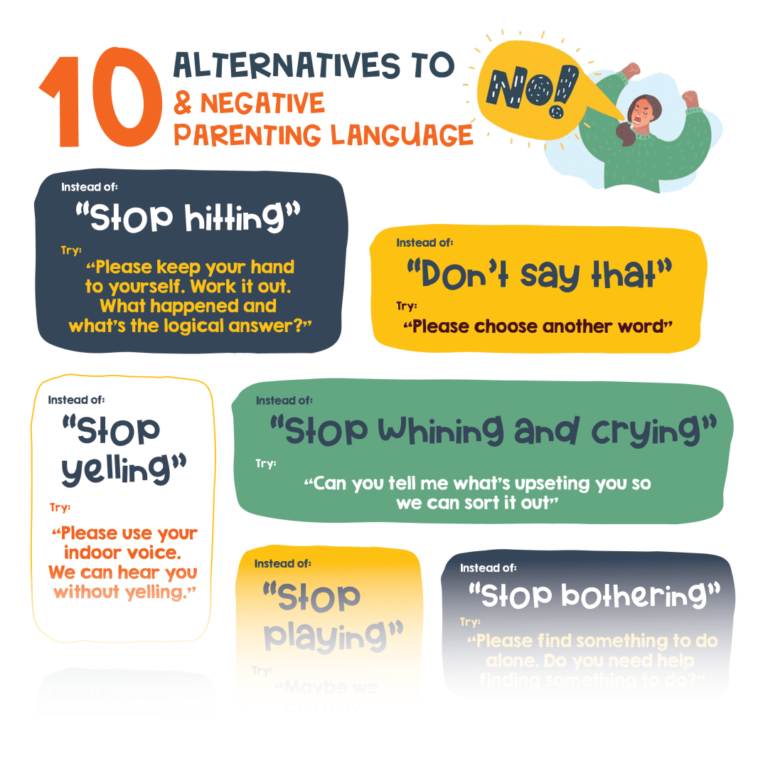 10
ALTERNATIVES TO
& NEGATIVE
PARENTING LANGUAGE
NO!
Instead of:
"Stop hitting"
Try:
"Please keep your hand
to yourself. Work it out.
What happened and
what's the logical answer?"
Instead of:
"Don't say that"
Try:
"Please choose another word"
Instead of:
"Stop
yelling"
Try:
"Please use your
indoor voice.
We can hear you
without yelling."
Instead of:
"Stop Whining and crying"
Try:
"Can you tell me what's upseting you so
we can sort it out"
Instead of:
"Stop
playing"
Try:
"Maybe we
Instead of:
"Stop bothering"
Try:
"Please find something to do
alone. Do you need help
finding something to do?"